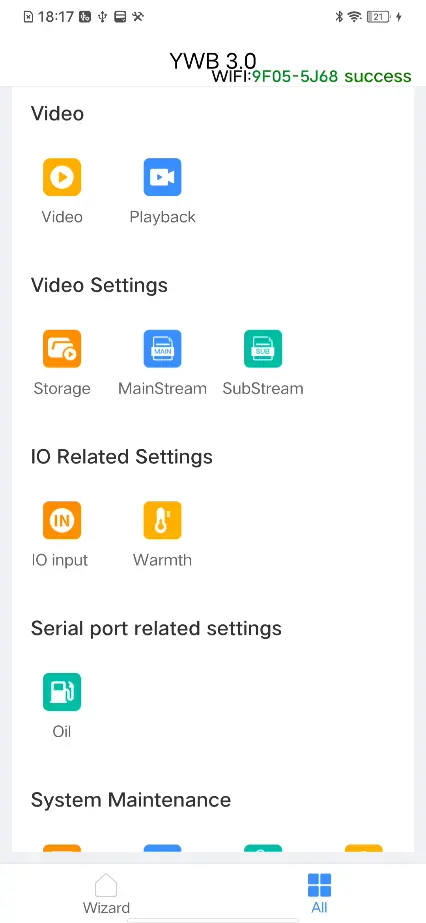 18:17
21
YWB 3.0
WIFI:9F05-5J68 success
Video
Video Playback
Video Settings
MAIN SUB
Storage MainStream SubStream
IO Related Settings
IN
IO input Warmth
Serial port related settings
Oil
System Maintenance
Wizard All